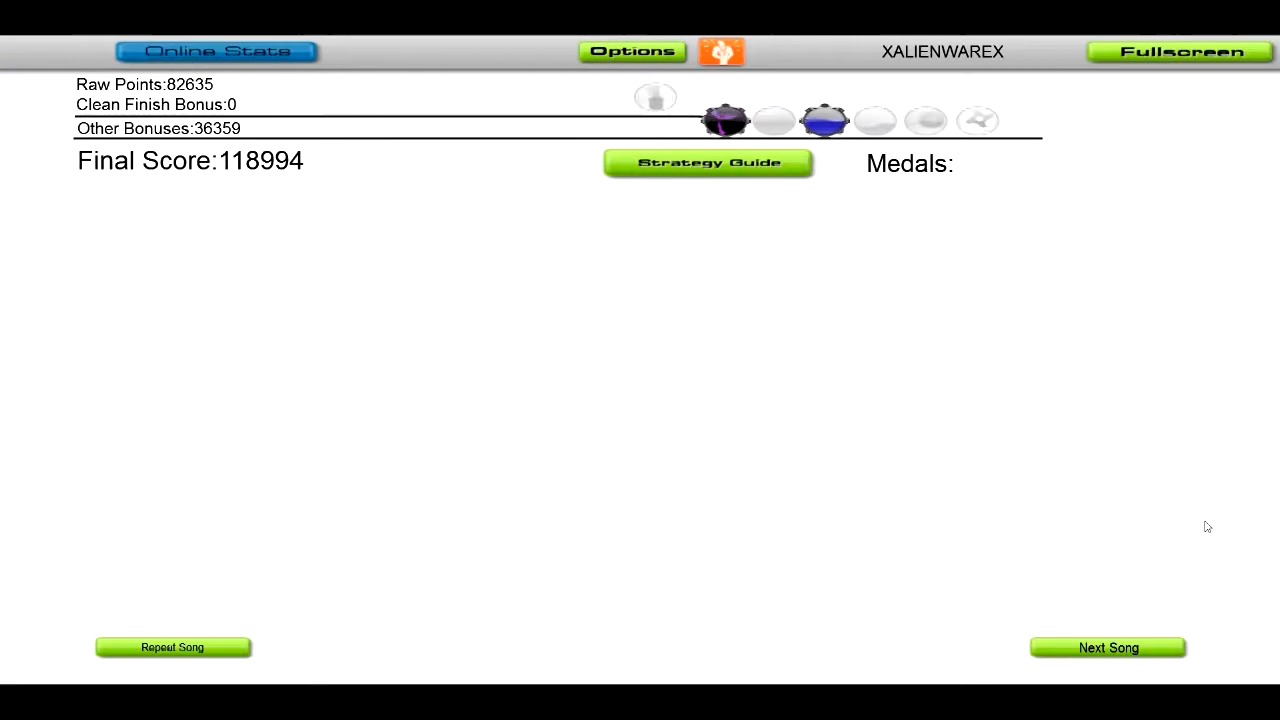 Online Stats
Options
XALIENWAREX
Fullscreen
Raw Points:82635
Clean Finish Bonus:0
Other Bonuses:36359
Final Score:118994
Strategy Guide
Medals:
Repeat Song
Next Song